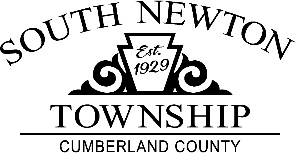 SOUTH NEWTON
Est.
1929
TOWNSHIP
CUMBERLAND COUNTY